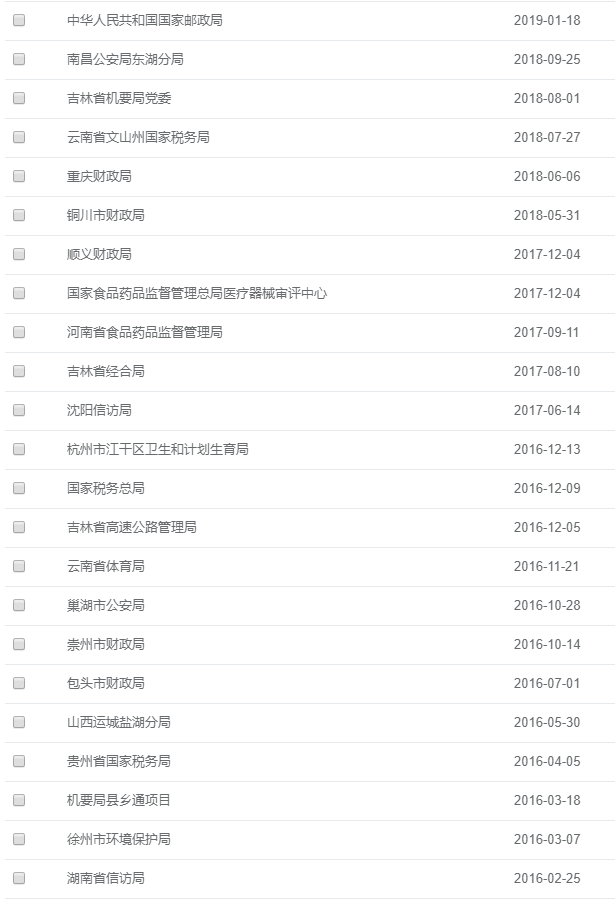 中华人民共和国国家邮政局 2019-01-18
南昌公安局东湖分局 2018-09-25
吉林省机要局党委 2018-08-01
云南省文山州国家税务局 2018-07-27
重庆财政局 2018-06-06
铜川市财政局 2018-05-31
顺义财政局 2017-12-04
国家食品药品监督管理总局医疗器械审评中心 2017-12-04
河南省食品药品监督管理局 2017-09-11
吉林省经合局 2017-08-10
沈阳信访局 2017-06-14
杭州市江干区卫生和计划生育局 2016-12-13
国家税务总局 2016-12-09
吉林省高速公路管理局 2016-12-05
云南省体育局 2016-11-21
巢湖市公安局 2016-10-28
崇州市财政局 2016-10-14
包头市财政局 2016-07-01
山西运城盐湖分局 2016-05-30
贵州省国家税务局 2016-04-05
机要局县乡通项目 2016-03-18
徐州市环境保护局 2016-03-07
湖南省信访局 2016-02-25